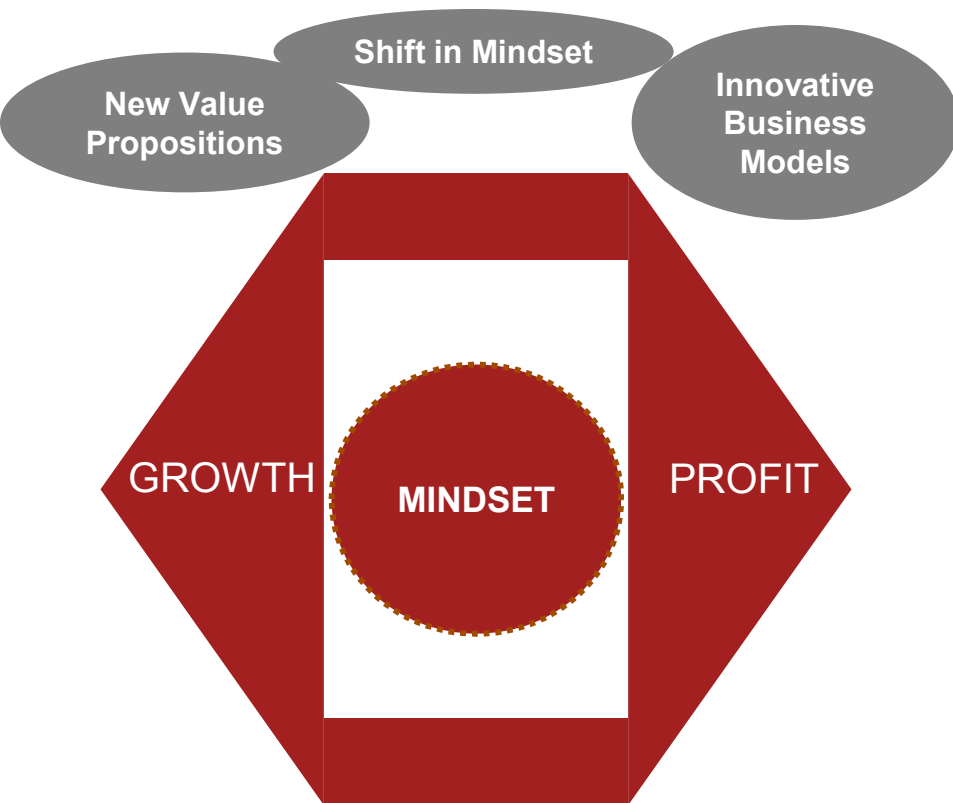 Shift in Mindset
New Value
Propositions
Innovative
Business
Models
GROWTH
MINDSET
PROFIT